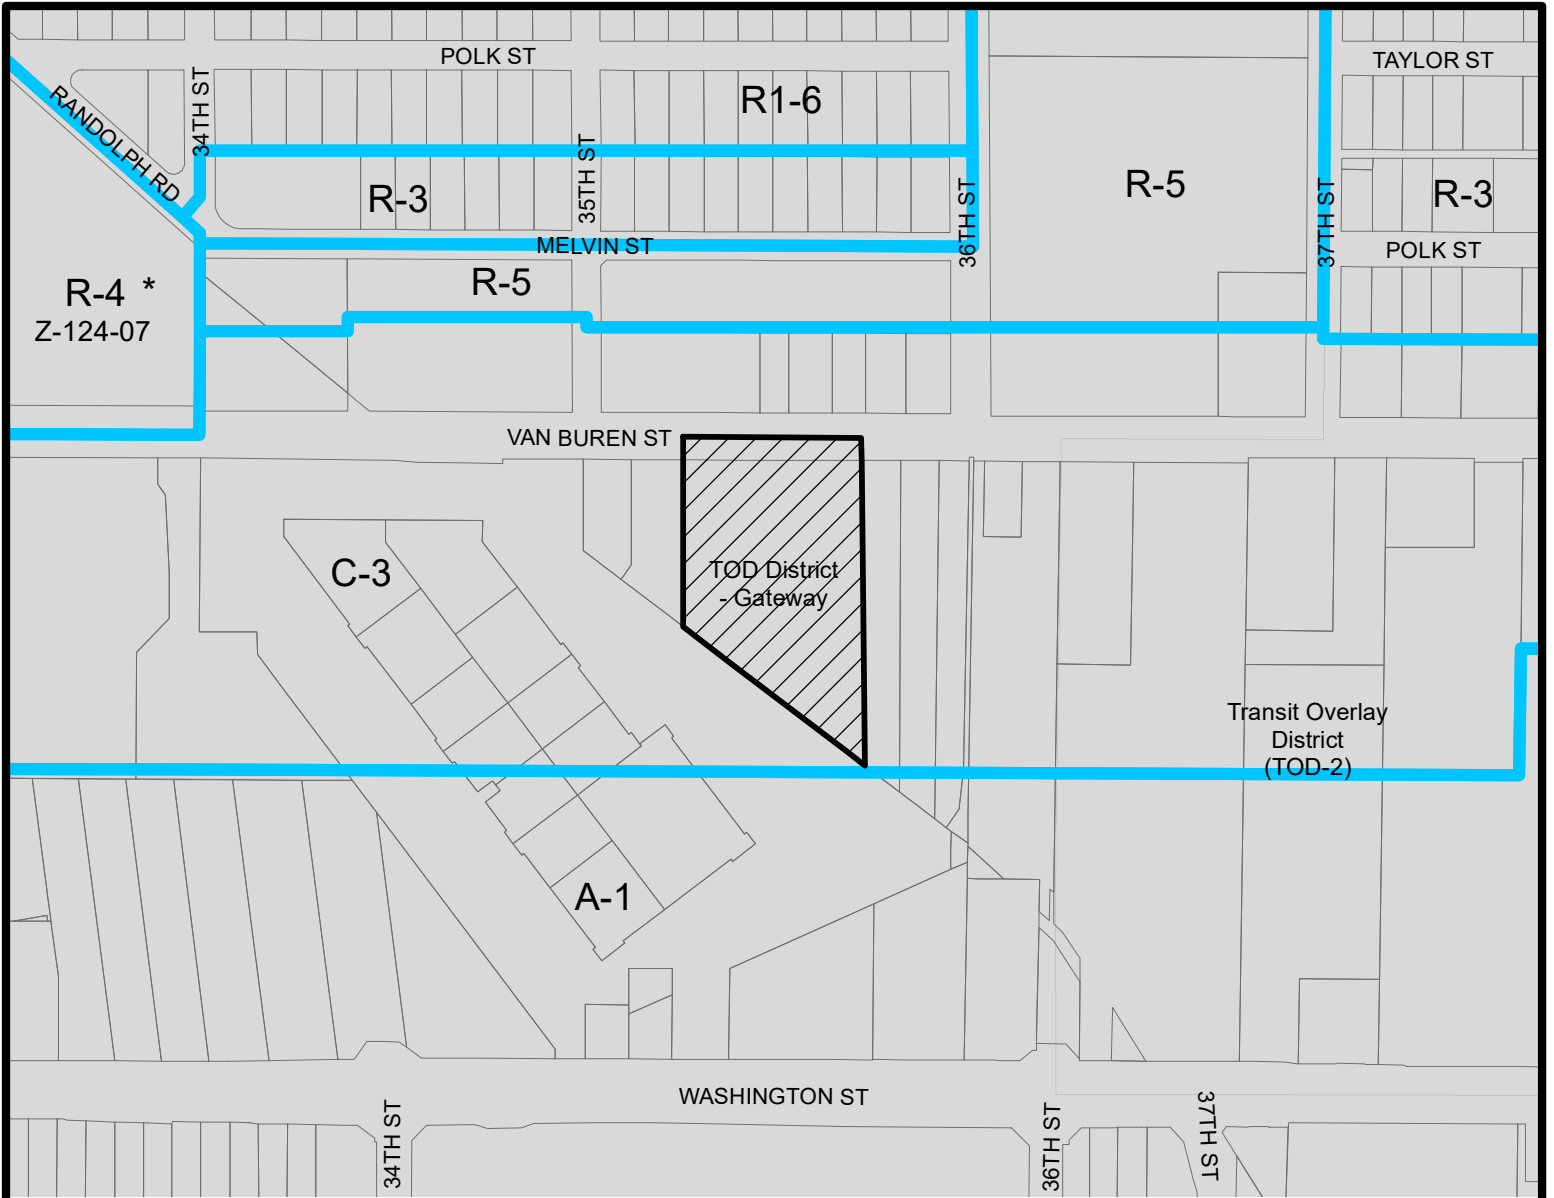 POLK ST
TAYLOR ST
34TH ST
RANDOLPH RD
R1-6
35TH ST
R-3
R-5
36TH ST
37TH ST
R-3
MELVIN ST
POLK ST
R-5
R-4 *
Z-124-07
VAN BUREN ST
C-3
TOD District
- Gateway
Transit Overlay
District
(TOD-2)
A-1
WASHINGTON ST
34TH ST
36TH ST
37TH ST